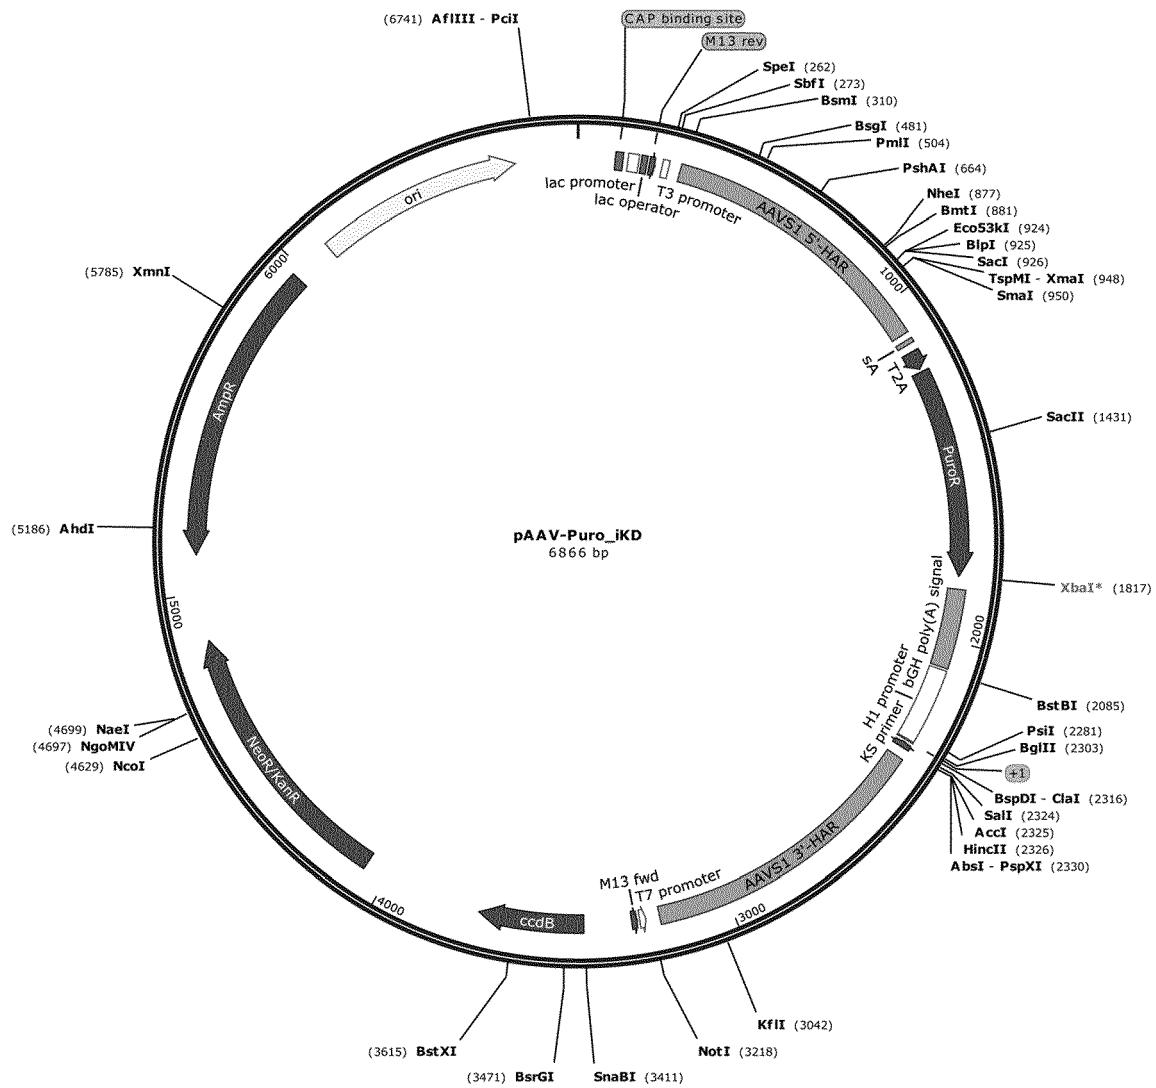 (6741) AflIII - PciI
CAP binding site
M13 rev
SpeI (262)
SbfI (273)
BsmI (310)
BsgI (481)
PmlI (504)
PshAI (664)
NheI (877)
BmtI (881)
Eco53kI (924)
BlpI (925)
SacI (926)
TspMI - XmaI (948)
SmaI (950)
lac promoter
lac operator
T3 promoter
AAVS1 5'-HAR
1000
sA
T2A
PuroR
SacII (1431)
XbaI* (1817)
2000
bGH poly(A) signal
H1 promoter
KS primer
BstBI (2085)
PsiI (2281)
BglII (2303)
+1
BspDI - ClaI (2316)
SalI (2324)
AccI (2325)
HincII (2326)
AbsI - PspXI (2330)
AAVS1 3'-HAR
3000
KflI (3042)
NotI (3218)
T7 promoter
M13 fwd
SnaBI (3411)
(3471) BsrGI
(3615) BstXI
ccdB
4000
NeoR/KanR
(4629) NcoI
(4697) NgoMIV
(4699) NaeI
5000
(5186) AhdI
AmpR
(5785) XmnI
6000
ori
pAAV-Puro_iKD
6866 bp